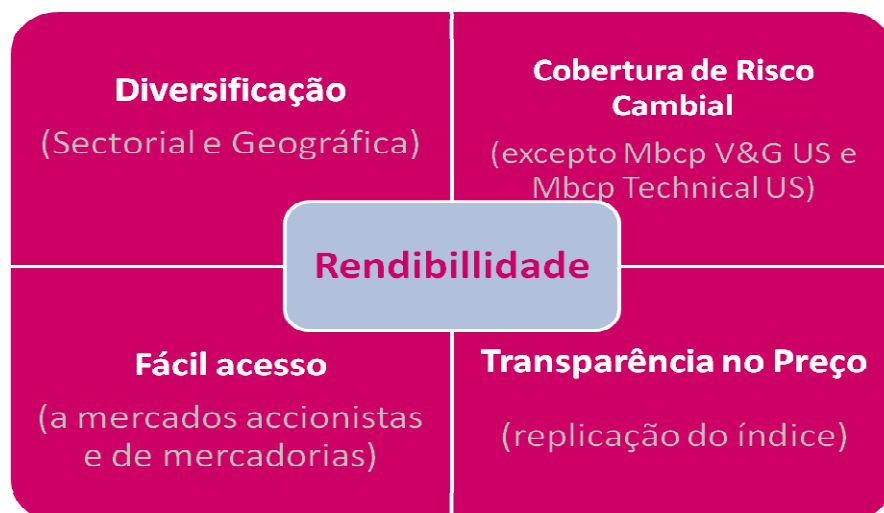 Diversificação
(Sectorial e Geográfica)
Cobertura de Risco
Cambial
(excepto Mbcp V&G US e
Mbcp Technical US)
Rendibillidade
Fácil acesso
(a mercados accionistas
e de mercadorias)
Transparência no Preço
(replicação do índice)